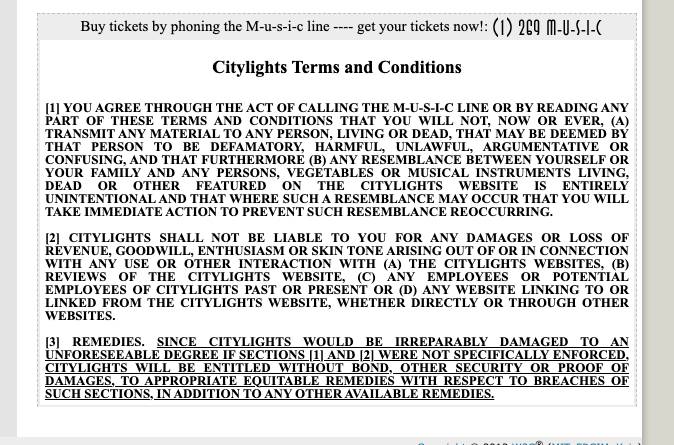 Buy tickets by phoning the M-u-s-i-c line ---- get your tickets now!: (1) 269 M-U-S-I-C
Citylights Terms and Conditions
[1] YOU AGREE THROUGH THE ACT OF CALLING THE M-U-S-I-C LINE OR BY READING ANY
PART OF THESE TERMS AND CONDITIONS THAT YOU WILL NOT, NOW OR EVER, (A)
TRANSMIT ANY MATERIAL TO ANY PERSON, LIVING OR DEAD, THAT MAY BE DEEMED BY
THAT PERSON TO BE DEFAMATORY, HARMFUL, UNLAWFUL, ARGUMENTATIVE OR
CONFUSING, AND THAT FURTHERMORE (B) ANY RESEMBLANCE BETWEEN YOURSELF OR
YOUR FAMILY AND ANY PERSONS, VEGETABLES OR MUSICAL INSTRUMENTS LIVING,
DEAD OR OTHER FEATURED ON THE CITYLIGHTS WEBSITE IS ENTIRELY
UNINTENTIONAL AND THAT WHERE SUCH A RESEMBLANCE MAY OCCUR THAT YOU WILL
TAKE IMMEDIATE ACTION TO PREVENT SUCH RESEMBLANCE REOCCURRING.
[2] CITYLIGHTS SHALL NOT BE LIABLE TO YOU FOR ANY DAMAGES OR LOSS OF
REVENUE, GOODWILL, ENTHUSIASM OR SKIN TONE ARISING OUT OF OR IN CONNECTION
WITH ANY USE OR OTHER INTERACTION WITH (A) THE CITYLIGHTS WEBSITES, (B)
REVIEWS OF THE CITYLIGHTS WEBSITE, (C) ANY EMPLOYEES OR POTENTIAL
EMPLOYEES OF CITYLIGHTS PAST OR PRESENT OR (D) ANY WEBSITE LINKING TO OR
LINKED FROM THE CITYLIGHTS WEBSITE, WHETHER DIRECTLY OR THROUGH OTHER
WEBSITES.
[3] REMEDIES. SINCE CITYLIGHTS WOULD BE IRREPARABLY DAMAGED TO AN
UNFORESEEABLE DEGREE IF SECTIONS [1] AND [2] WERE NOT SPECIFICALLY ENFORCED,
CITYLIGHTS WILL BE ENTITLED WITHOUT BOND, OTHER SECURITY OR PROOF OF
DAMAGES, TO APPROPRIATE EQUITABLE REMEDIES WITH RESPECT TO BREACHES OF
SUCH SECTIONS, IN ADDITION TO ANY OTHER AVAILABLE REMEDIES.